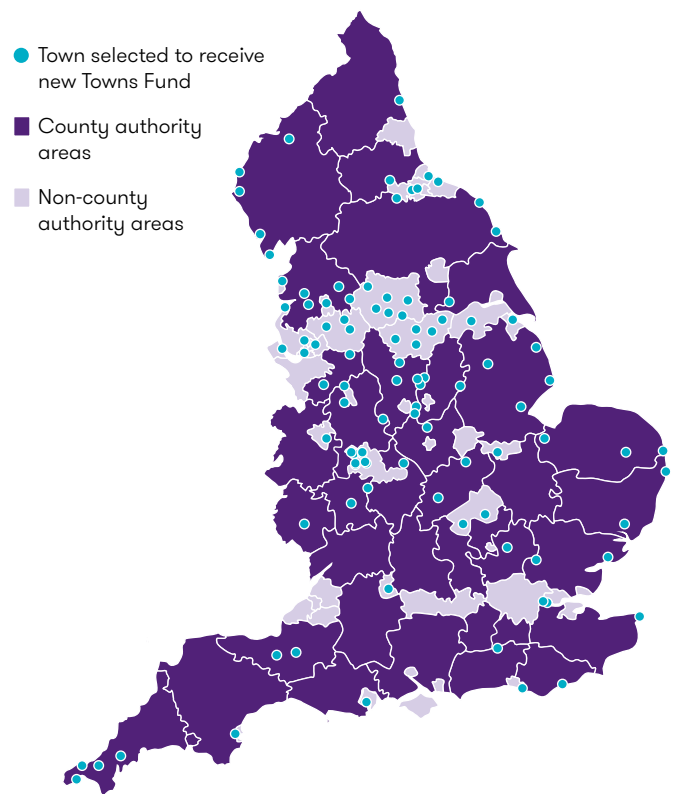 Town selected to receive
new Towns Fund
County authority
areas
Non-county
authority areas